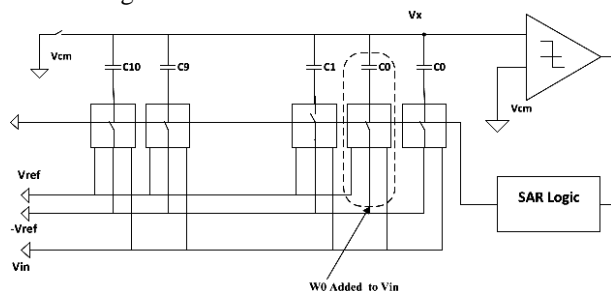 Vx
Vcm
C10
C9
C1
C0
C0
Vcm
Vref
-Vref
Vin
SAR Logic
W0 Added to Vin